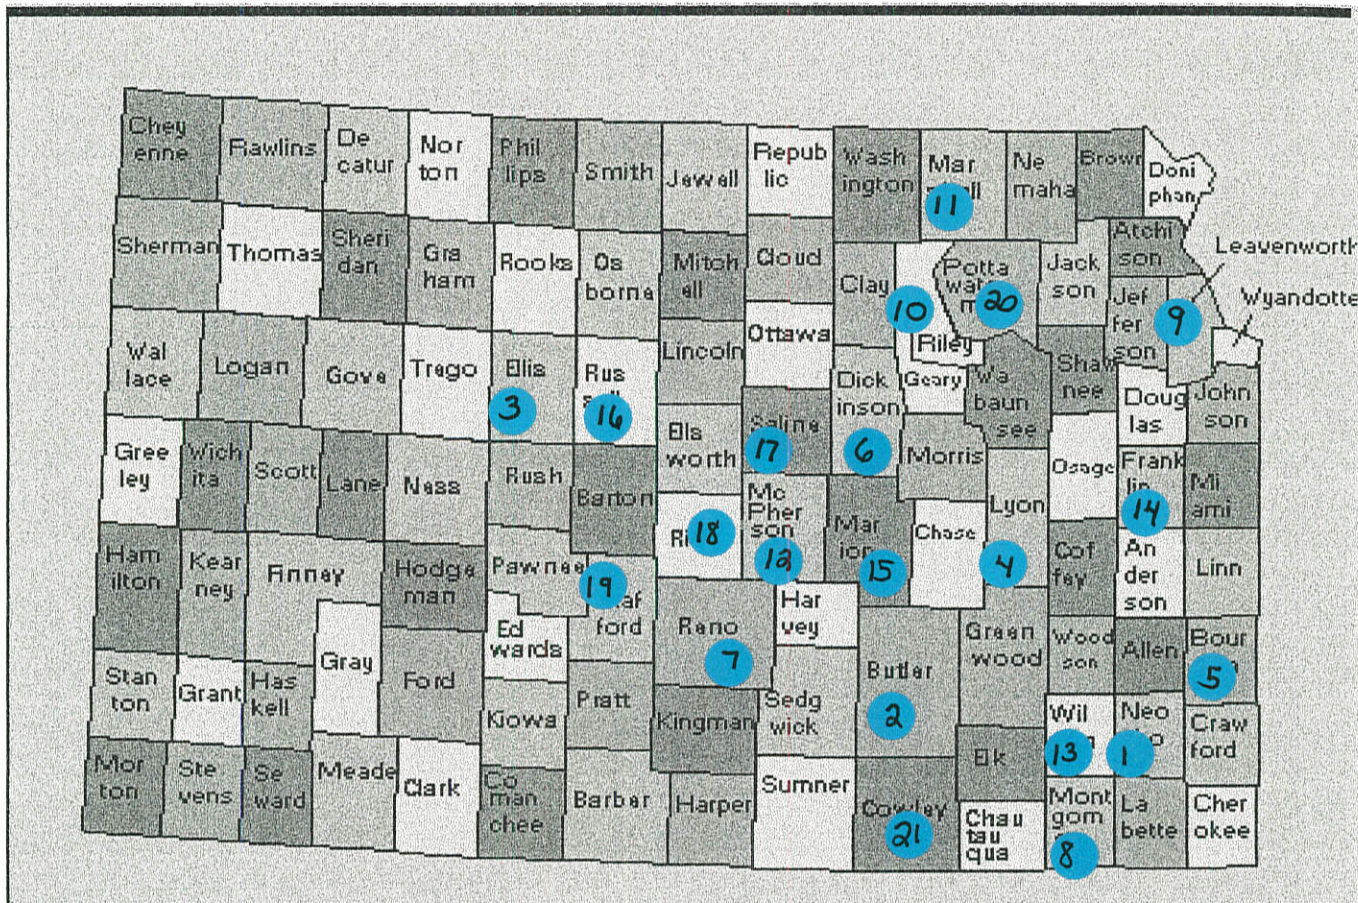 Chey
enne
Rawlins
De
catur
Nor
ton
Phil
lips
Smith
Jewell
Repub
lic
Wash
ington
Mar
11
Ne
maha
Brown
Doni
phan
Sherman
Thomas
Sheri
dan
Gra
ham
Rooks
Os
borne
Mitch
ell
Cloud
Clay
10
Riley
Potta
20
Jack
son
Atchi
son
Jef
fer
son
9
Leavenworth
Wyandotte
Wal
lace
Logan
Gove
Trego
Ellis
3
Rus
16
Lincoln
Ottawa
Saline
17
Dick
inson
6
Geary
Wa
baun
see
Shaw
nee
Doug
las
John
son
Gree
ley
Wich
ita
Scott
Lane
Ness
Rush
Barton
Ells
worth
Mc
Pher
son
12
Morris
Lyon
4
Osage
Frank
14
Mi
ami
Ham
ilton
Kear
ney
Finney
Hodge
man
Pawnee
19
ford
18
Mar
ion
15
Chase
Cof
fey
An
der
son
Linn
Stan
ton
Grant
Has
kell
Gray
Ford
Ed
wards
Kiowa
Pratt
Reno
7
Har
vey
Sedg
wick
Butler
2
Green
wood
Wood
son
Allen
Bour
5
Mor
ton
Ste
vens
Se
ward
Meade
Clark
Co
man
chee
Barber
Kingman
Harper
Sumner
Cowley
21
Elk
Chau
tau
qua
Wil
13
Neo
1
Craw
ford
Mont
gom
8
La
bette
Cher
okee